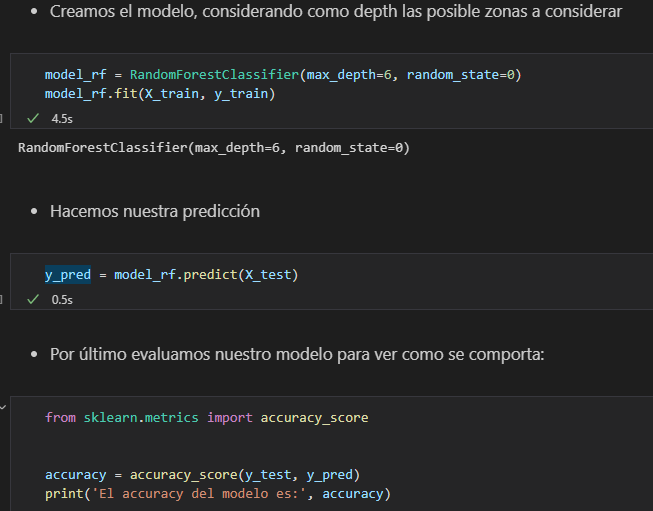 • Creamos el modelo, considerando como depth las posible zonas a considerar
model_rf = RandomForestClassifier(max_depth=6, random_state=0)
model_rf.fit(X_train, y_train)
✓ 4.5s
RandomForestClassifier(max_depth=6, random_state=0)
• Hacemos nuestra predicción
y_pred = model_rf.predict(X_test)
✓ 0.5s
• Por último evaluamos nuestro modelo para ver como se comporta:
from sklearn.metrics import accuracy_score
accuracy = accuracy_score(y_test, y_pred)
print('El accuracy del modelo es:', accuracy)